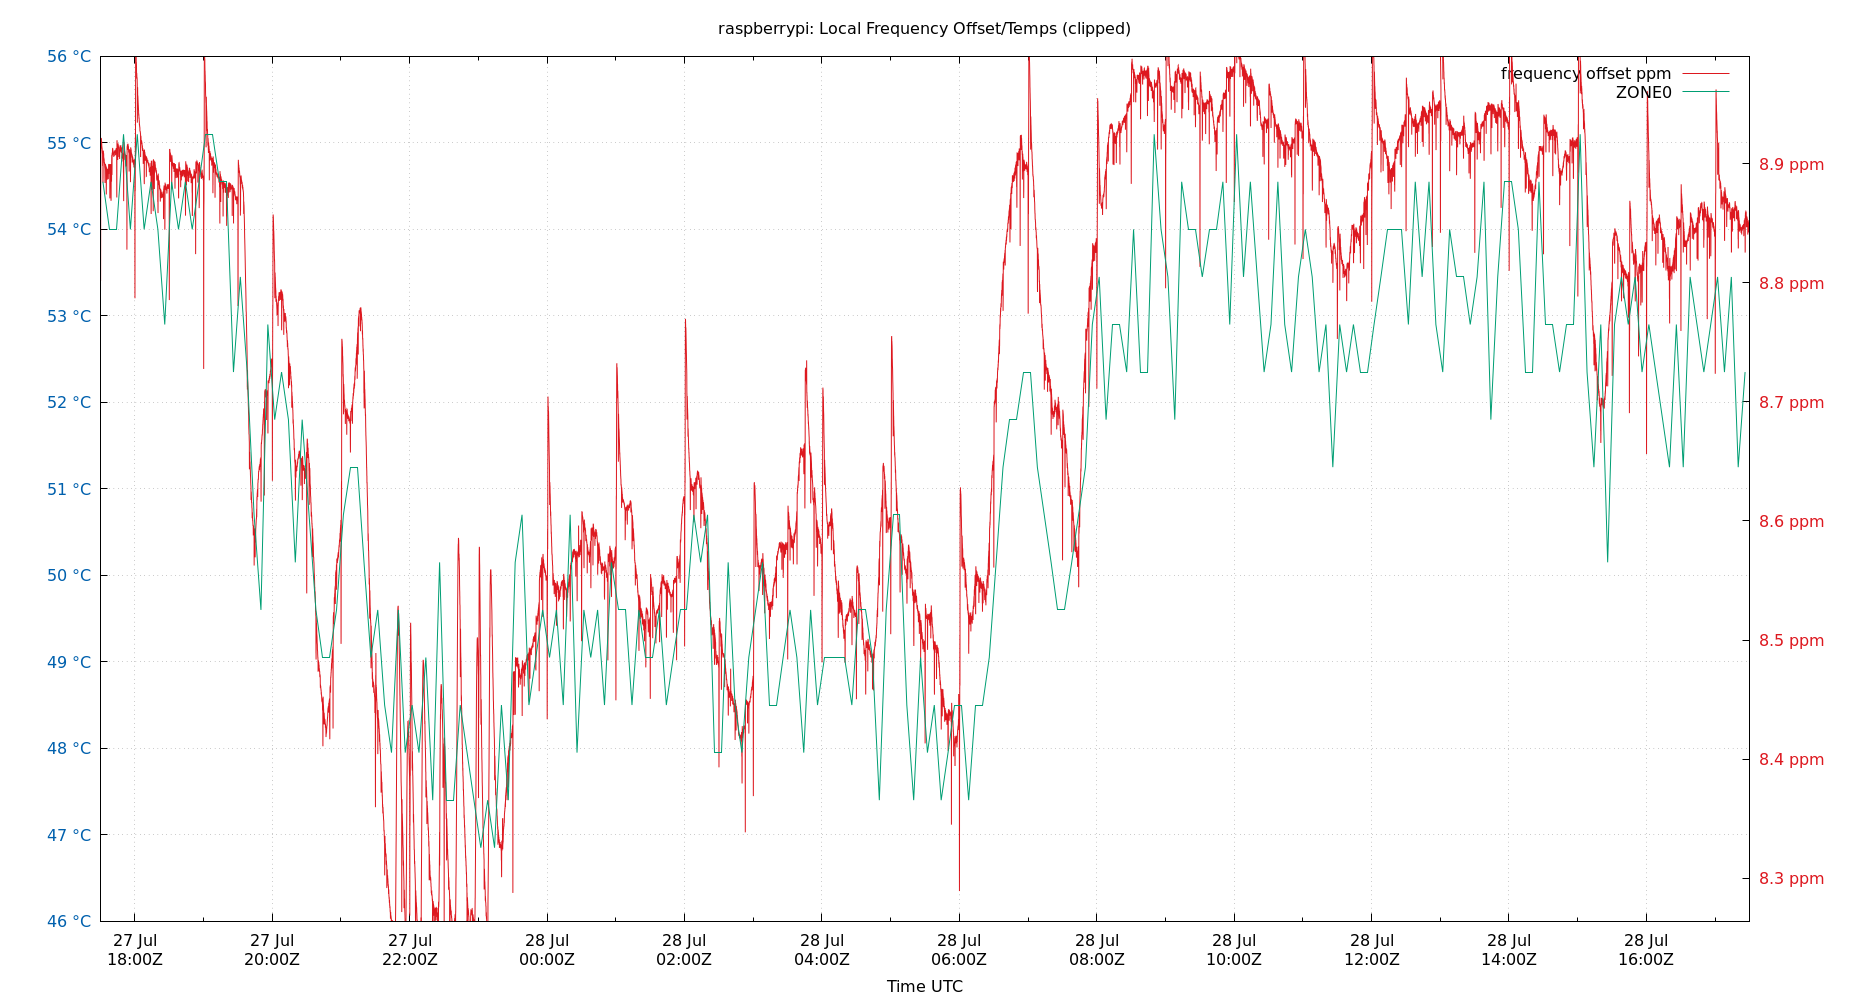 raspberrypi: Local Frequency Offset/Temps (clipped)
56 °C
55 °C
54 °C
53 °C
52 °C
51 °C
50 °C
49 °C
48 °C
47 °C
46 °C
frequency offset ppm
ZONE0
8.9 ppm
8.8 ppm
8.7 ppm
8.6 ppm
8.5 ppm
8.4 ppm
8.3 ppm
27 Jul
18:00Z
27 Jul
20:00Z
27 Jul
22:00Z
28 Jul
00:00Z
28 Jul
02:00Z
28 Jul
04:00Z
28 Jul
06:00Z
28 Jul
08:00Z
28 Jul
10:00Z
28 Jul
12:00Z
28 Jul
14:00Z
28 Jul
16:00Z
Time UTC